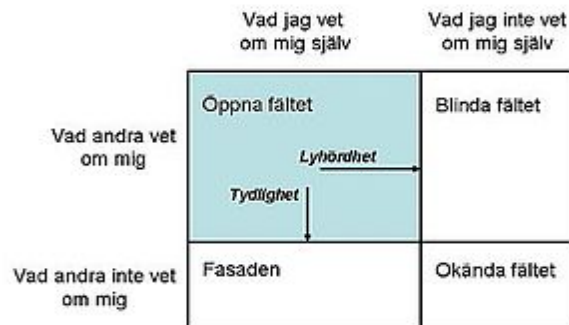 Vad jag vet
om mig själv
Vad jag inte vet
om mig själv
Vad andra vet
om mig
Öppna fältet
Blinda fältet
Lyhördhet
Tydlighet
Vad andra inte vet
om mig
Fasaden
Okända fältet